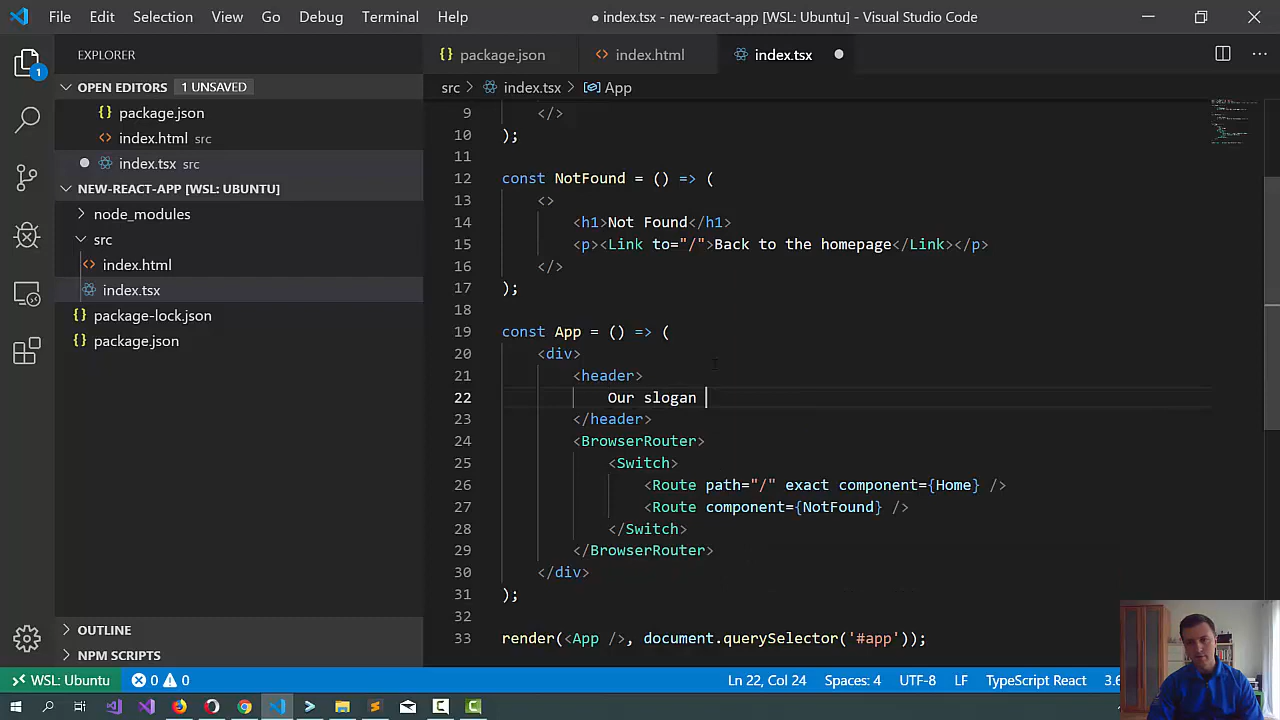 File Edit Selection View Go Debug Terminal Help
● index.tsx - new-react-app [WSL: Ubuntu] - Visual Studio Code
EXPLORER
package.json
index.html
index.tsx
OPEN EDITORS 1 UNSAVED
src > index.tsx > App
package.json
index.html src
index.tsx src
NEW-REACT-APP [WSL: UBUNTU]
node_modules
src
index.html
index.tsx
package-lock.json
package.json
OUTLINE
NPM SCRIPTS
1
9 </>
10 );
11
12 const NotFound = () => (
13 <>
14 <h1>Not Found</h1>
15 <p><Link to="/">Back to the homepage</Link></p>
16 </>
17 );
18
19 const App = () => (
20 <div>
21 <header>
22 Our slogan
23 </header>
24 <BrowserRouter>
25 <Switch>
26 <Route path="/" exact component={Home} />
27 <Route component={NotFound} />
28 </Switch>
29 </BrowserRouter>
30 </div>
31 );
32
33 render(<App />, document.querySelector('#app'));
WSL: Ubuntu 0 0 Ln 22, Col 24 Spaces: 4 UTF-8 LF TypeScript React 3.6